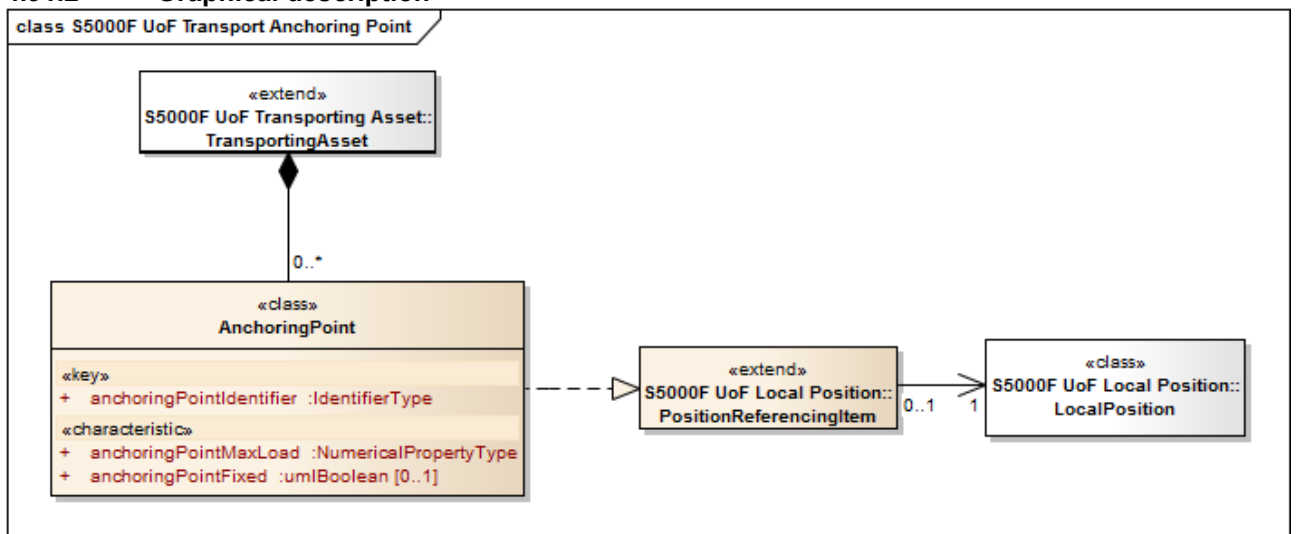 class S5000F UoF Transport Anchoring Point
«extend»
S5000F UoF Transporting Asset::
TransportingAsset
0..*
«class»
AnchoringPoint
«key»
+ anchoringPointIdentifier :IdentifierType
«characteristic»
+ anchoringPointMaxLoad :NumericalPropertyType
+ anchoringPointFixed :umlBoolean [0..1]
«extend»
S5000F UoF Local Position::
PositionReferencingItem
0..1
1
«class»
S5000F UoF Local Position::
LocalPosition